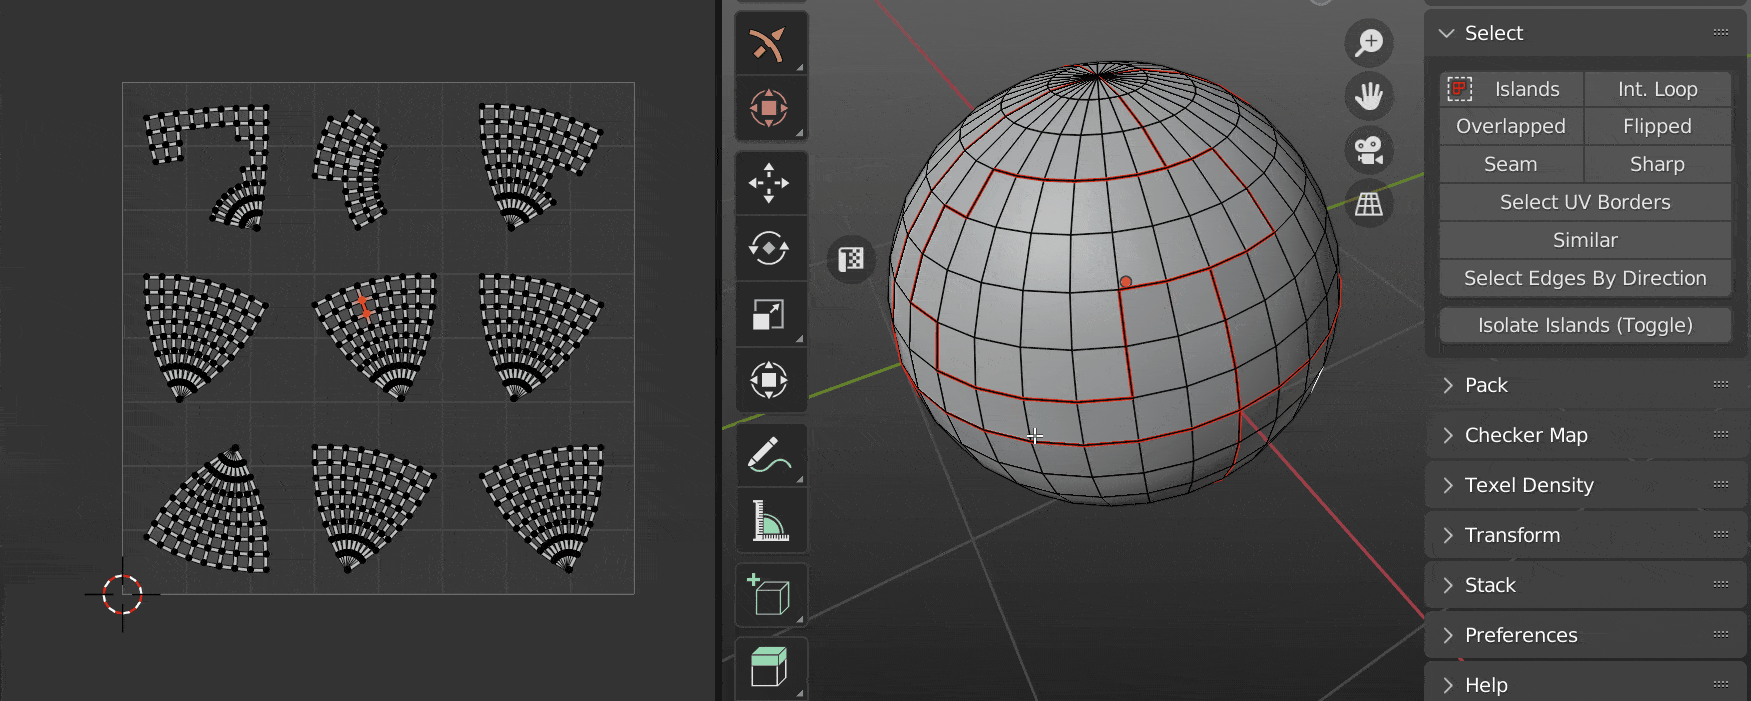 Select
Islands
Int. Loop
Overlapped
Flipped
Seam
Sharp
Select UV Borders
Similar
Select Edges By Direction
Isolate Islands (Toggle)
Pack
Checker Map
Texel Density
Transform
Stack
Preferences
Help